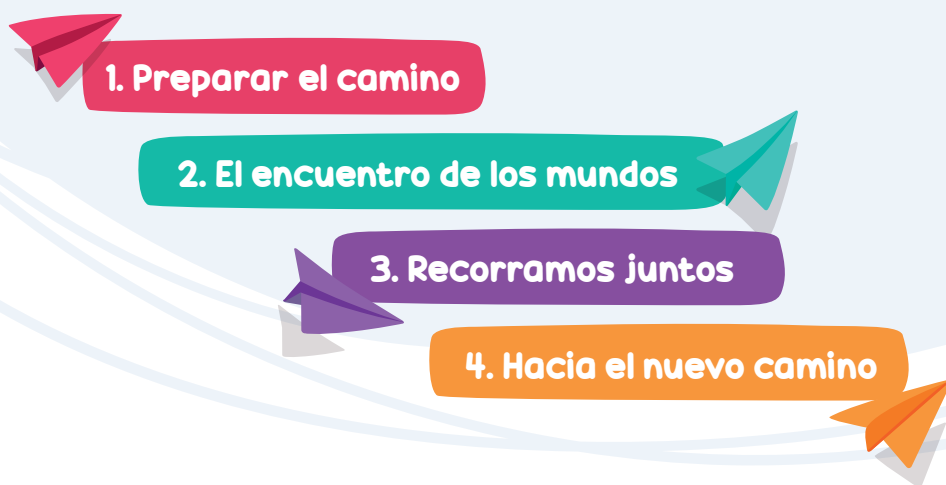 1. Preparar el camino
2. El encuentro de los mundos
3. Recorramos juntos
4. Hacia el nuevo camino